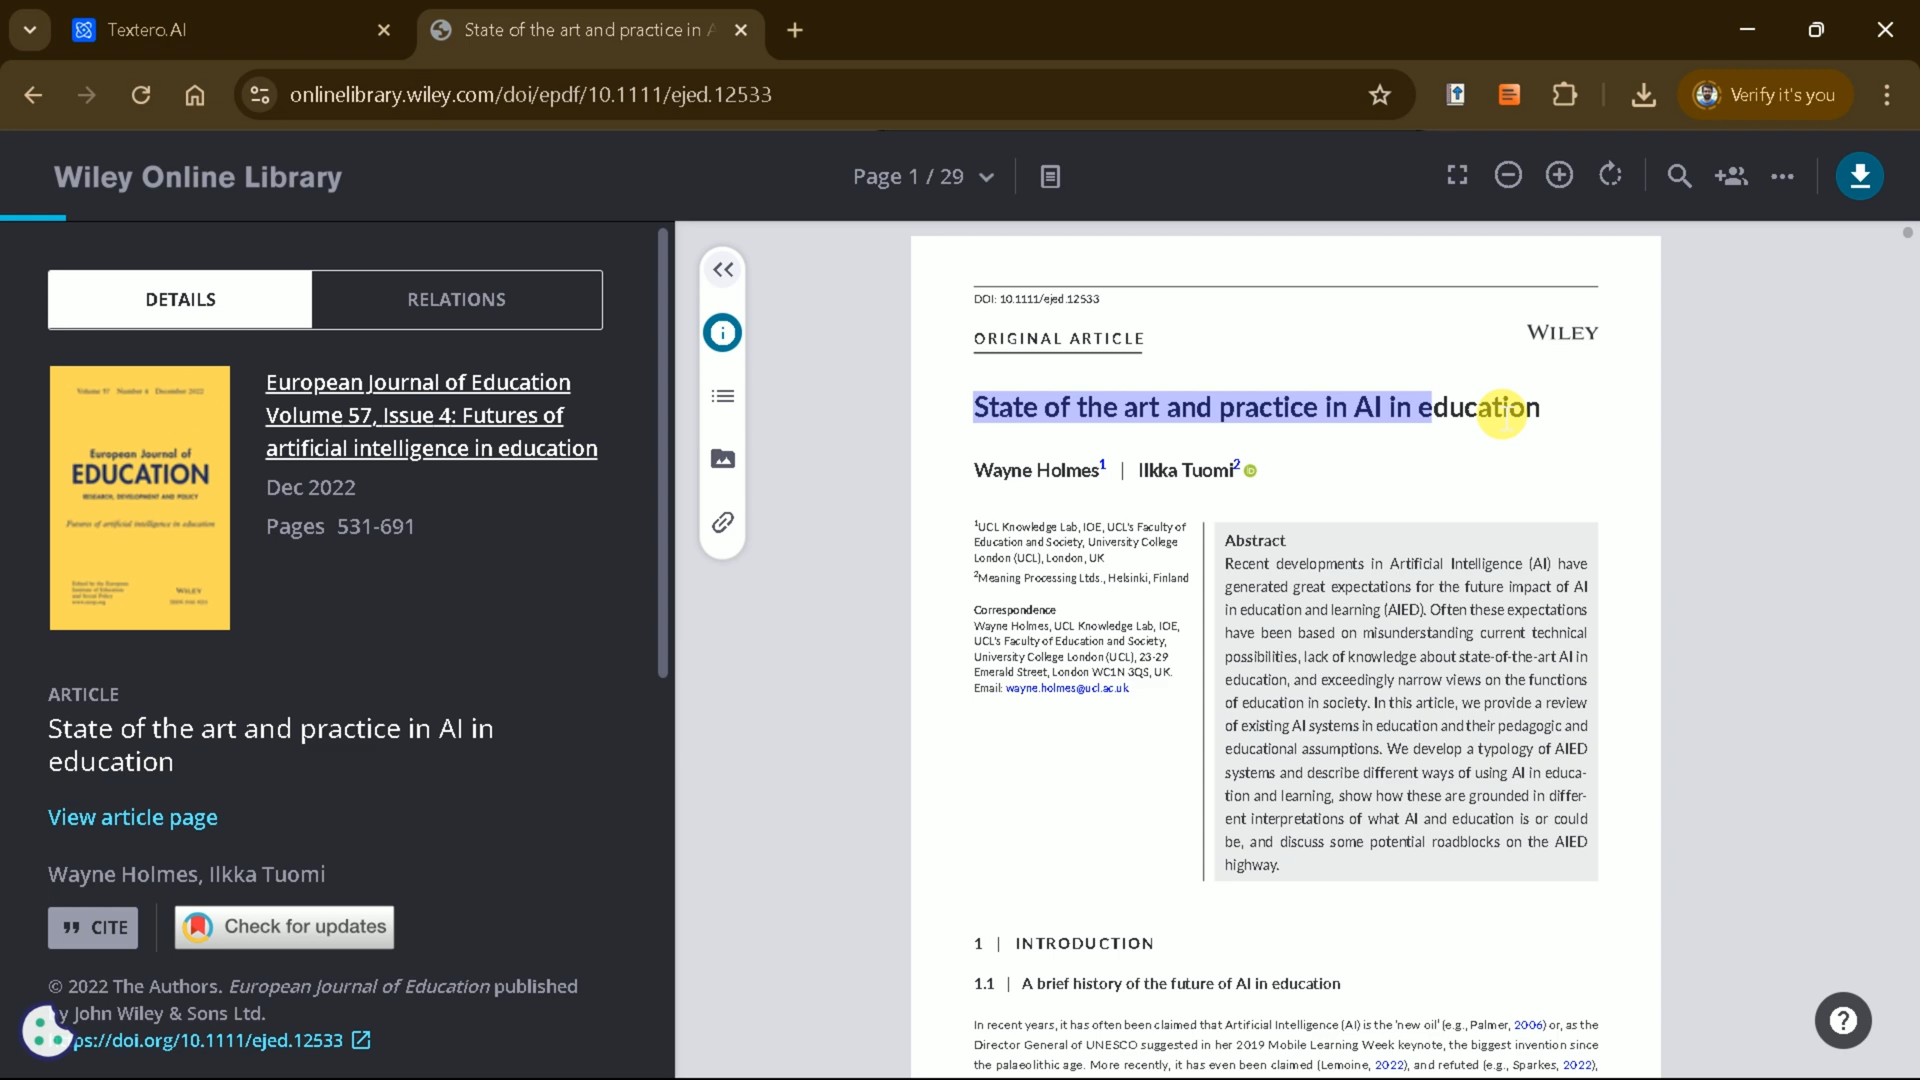 Textero.AI
State of the art and practice in A
onlinelibrary.wiley.com/doi/epdf/10.1111/ejed.12533
Verify it's you
Wiley Online Library
Page 1 / 29
DETAILS
RELATIONS
Volume 57 Number 4 December 2022
European Journal of
EDUCATION
RESEARCH, DEVELOPMENT AND POLICY
Futures of artificial intelligence in education
WILEY
European Journal of Education
Volume 57, Issue 4: Futures of
artificial intelligence in education
Dec 2022
Pages 531-691
ARTICLE
State of the art and practice in AI in
education
View article page
Wayne Holmes, Ilkka Tuomi
CITE
Check for updates
© 2022 The Authors. European Journal of Education published
y John Wiley & Sons Ltd.
ps://doi.org/10.1111/ejed.12533
DOI: 10.1111/ejed.12533
ORIGINAL ARTICLE
WILEY
State of the art and practice in AI in education
Wayne Holmes1 | Ilkka Tuomi2
1UCL Knowledge Lab, IOE, UCL's Faculty of
Education and Society, University College
London (UCL), London, UK
2Meaning Processing Ltds., Helsinki, Finland
Correspondence
Wayne Holmes, UCL Knowledge Lab, IOE,
UCL's Faculty of Education and Society,
University College London (UCL), 23-29
Emerald Street, London WC1N 3QS, UK.
Email: wayne.holmes@ucl.ac.uk
Abstract
Recent developments in Artificial Intelligence (AI) have
generated great expectations for the future impact of AI
in education and learning (AIED). Often these expectations
have been based on misunderstanding current technical
possibilities, lack of knowledge about state-of-the-art AI in
education, and exceedingly narrow views on the functions
of education in society. In this article, we provide a review
of existing AI systems in education and their pedagogic and
educational assumptions. We develop a typology of AIED
systems and describe different ways of using AI in educa-
tion and learning, show how these are grounded in differ-
ent interpretations of what AI and education is or could
be, and discuss some potential roadblocks on the AIED
highway.
1 | INTRODUCTION
1.1 | A brief history of the future of AI in education
In recent years, it has often been claimed that Artificial Intelligence (AI) is the 'new oil' (e.g., Palmer, 2006) or, as the
Director General of UNESCO suggested in her 2019 Mobile Learning Week keynote, the biggest invention since
the palaeolithic age. More recently, it has even been claimed (Lemoine, 2022), and refuted (e.g., Sparkes, 2022),